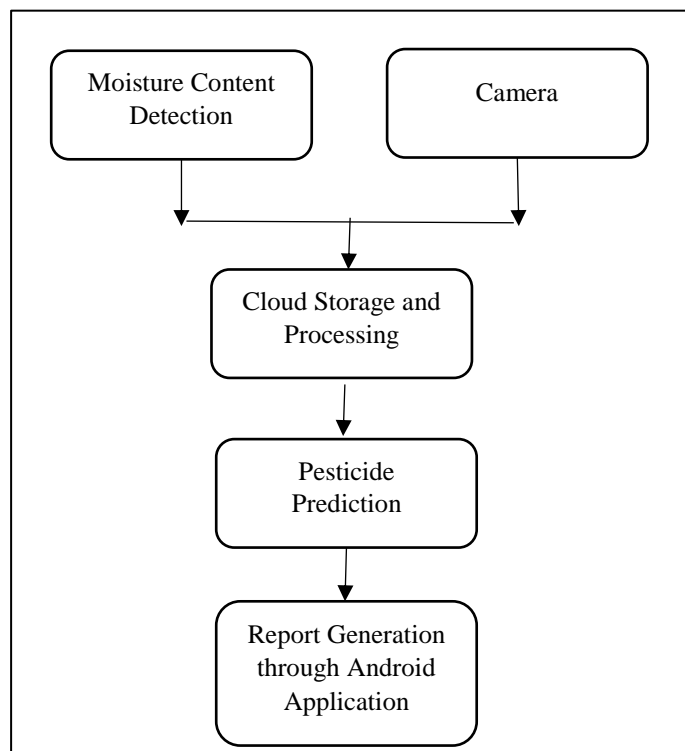 Moisture Content
Detection
Camera
Cloud Storage and
Processing
Pesticide
Prediction
Report Generation
through Android
Application